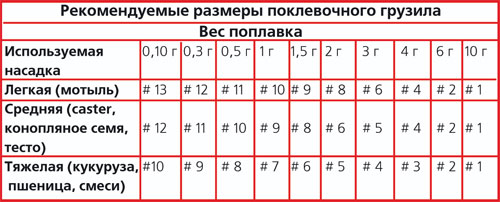 Рекомендуемые размеры поклевочного грузила
Вес поплавка
Используемая насадка 0,10 г 0,3 г 0,5 г 1 г 1,5 г 2 г 3 г 4 г 6 г 10 г
Легкая (мотыль) # 13 # 12 # 11 # 10 # 9 # 8 # 6 # 4 # 2 # 1
Средняя (caster, конопляное семя, тесто) # 12 # 11 # 10 # 9 # 8 # 6 # 5 # 4 # 2 # 1
Тяжелая (кукуруза, пшеница, смеси) #10 # 9 # 8 # 7 # 6 # 5 # 4 # 3 # 2 # 1